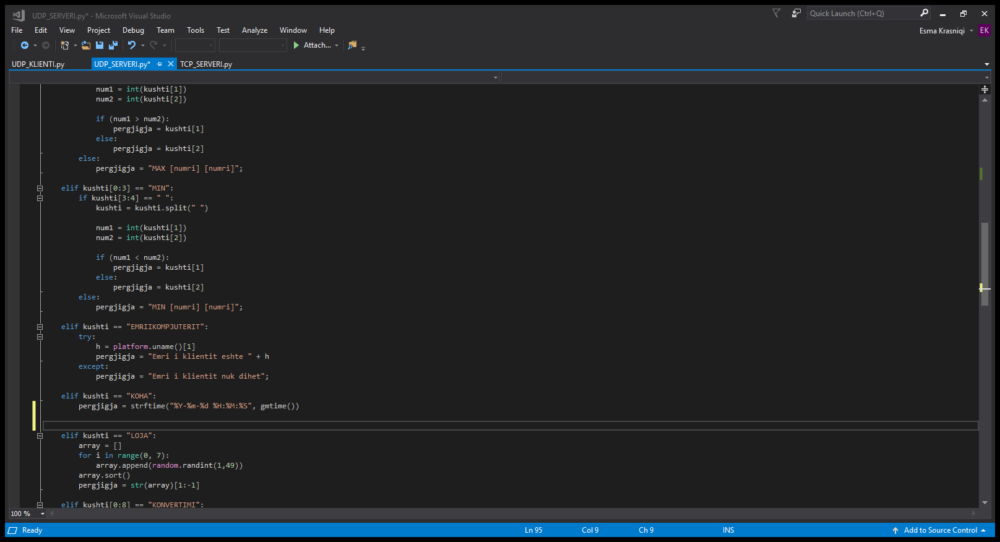 UDP_SERVERI.py* - Microsoft Visual Studio
Quick Launch (Ctrl+Q)
File Edit View Project Debug Team Tools Test Analyze Window Help
Esma Krasniqi EK
Attach...
UDP_KLIENTI.py UDP_SERVERI.py* TCP_SERVERI.py
num1 = int(kushti[1])
num2 = int(kushti[2])
if (num1 > num2):
pergjigja = kushti[1]
else:
pergjigja = kushti[2]
else:
pergjigja = "MAX [numri] [numri]";
elif kushti[0:3] == "MIN":
if kushti[3:4] == " ":
kushti = kushti.split(" ")
num1 = int(kushti[1])
num2 = int(kushti[2])
if (num1 < num2):
pergjigja = kushti[1]
else:
pergjigja = kushti[2]
else:
pergjigja = "MIN [numri] [numri]";
elif kushti == "EMRIIKOMPJUTERIT":
try:
h = platform.uname()[1]
pergjigja = "Emri i klientit eshte " + h
except:
pergjigja = "Emri i klientit nuk dihet";
elif kushti == "KOHA":
pergjigja = strftime("%Y-%m-%d %H:%M:%S", gmtime())
elif kushti == "LOJA":
array = []
for i in range(0, 7):
array.append(random.randint(1,49))
array.sort()
pergjigja = str(array)[1:-1]
elif kushti[0:8] == "KONVERTIMI":
100 %
Ready Ln 95 Col 9 Ch 9 INS Add to Source Control